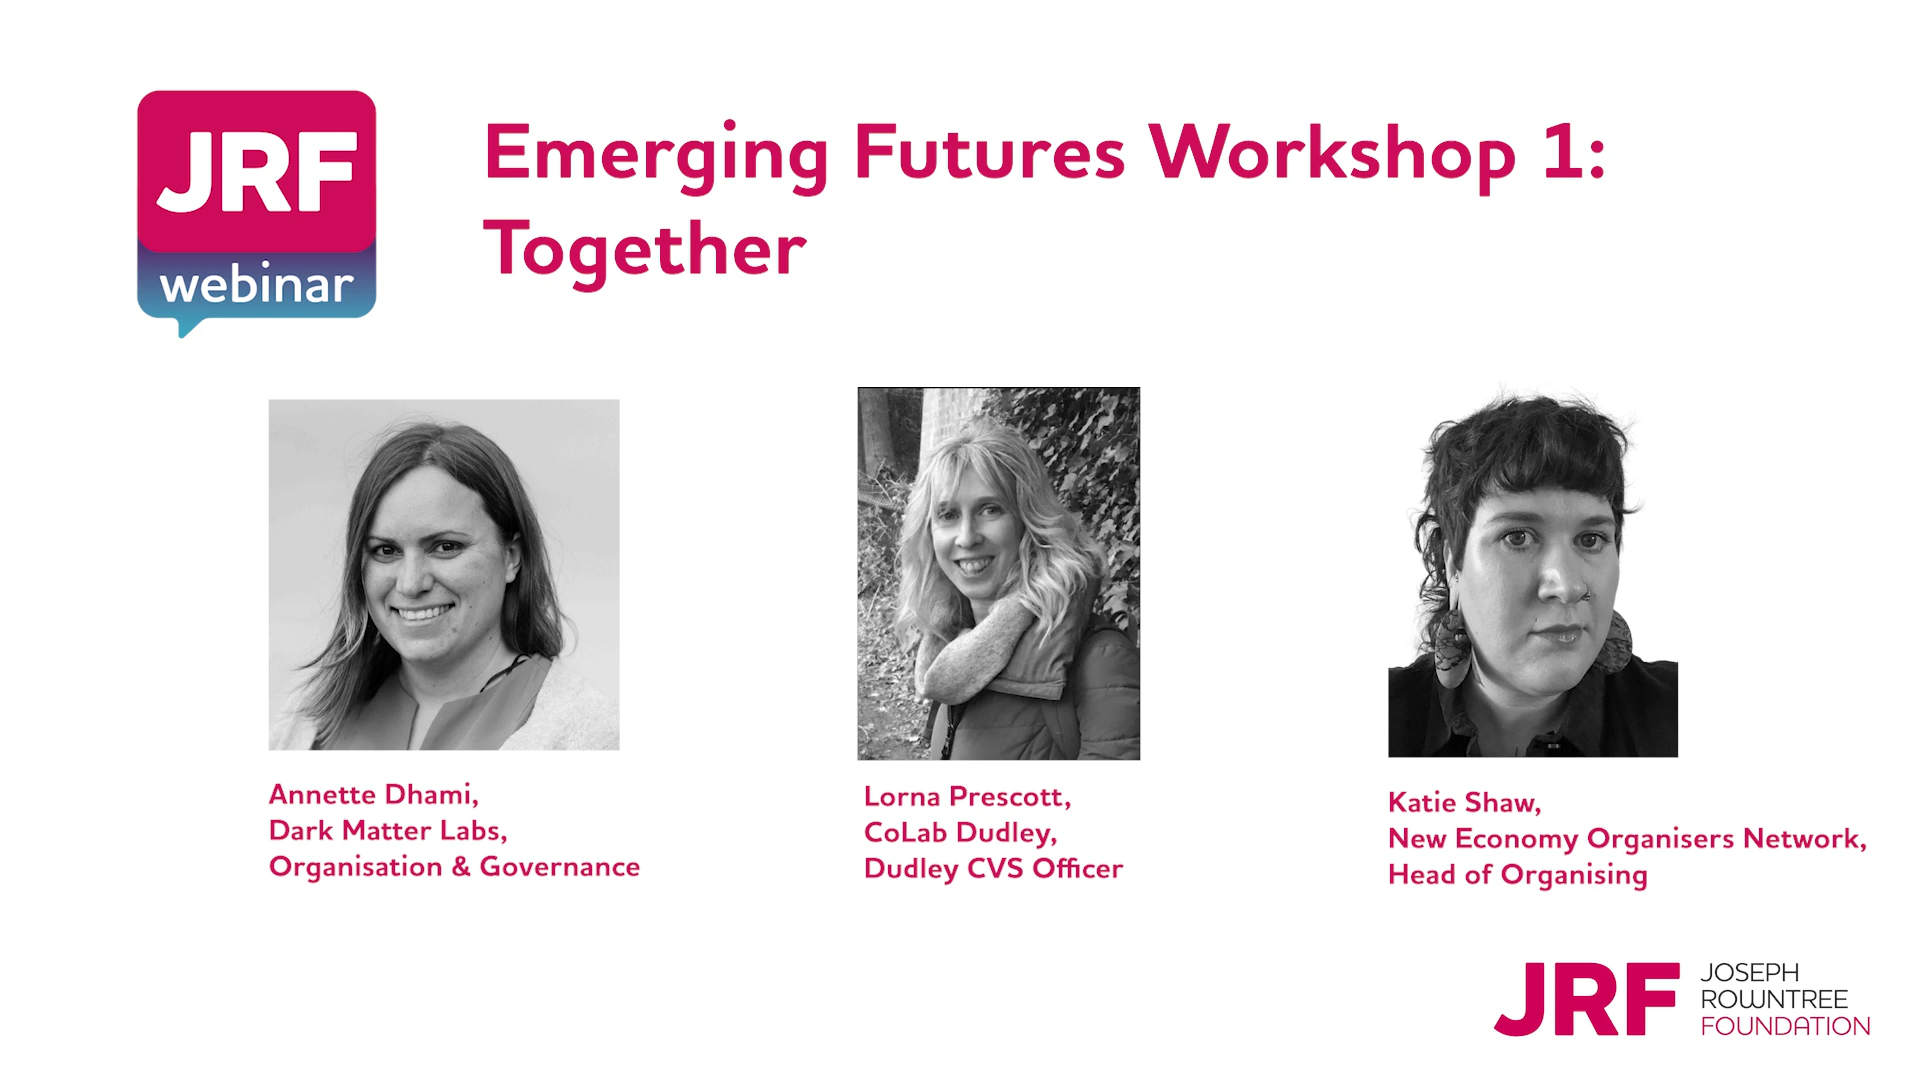 JRF
webinar
Emerging Futures Workshop 1:
Together
Annette Dhami,
Dark Matter Labs,
Organisation & Governance
Lorna Prescott,
CoLab Dudley,
Dudley CVS Officer
Katie Shaw,
New Economy Organisers Network,
Head of Organising
JRF
JOSEPH
ROWNTREE
FOUNDATION